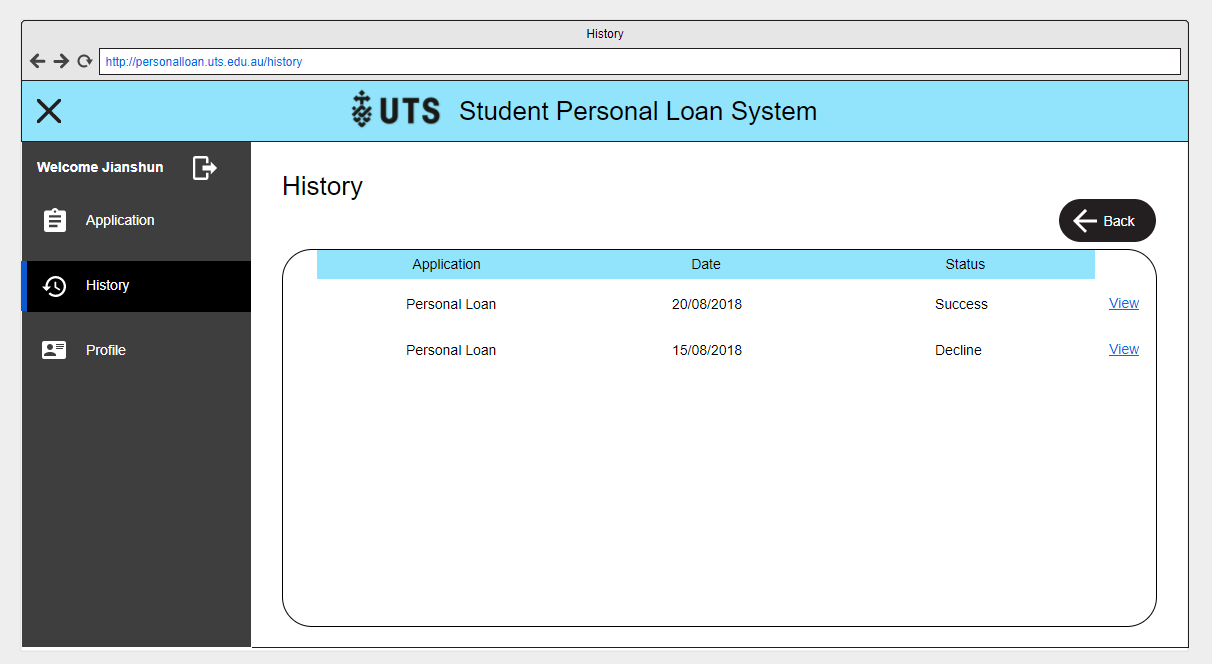 History
http://personalloan.uts.edu.au/history
UTS Student Personal Loan System
Welcome Jianshun
Application
History
Profile
History
Back
Application Date Status
Personal Loan 20/08/2018 Success View
Personal Loan 15/08/2018 Decline View